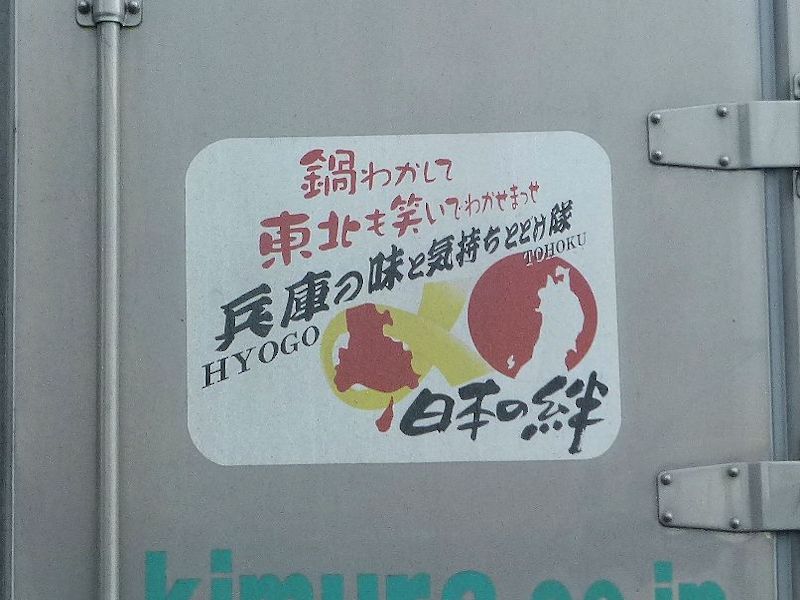 鍋わかして
東北も笑いでわかせまっせ
兵庫の味と気持ちとどけ隊
TOHOKU
HYOGO
日本の絆
kimura.co.jp